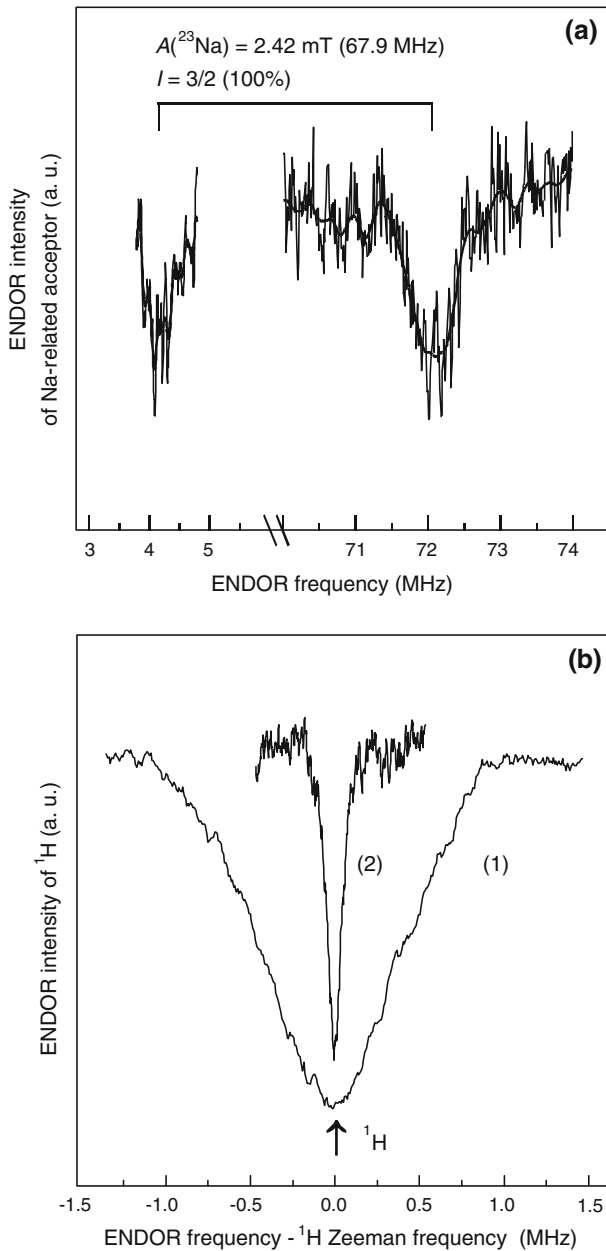 (a)
A(²³Na) = 2.42 mT (67.9 MHz)
I = 3/2 (100%)
ENDOR intensity
of Na-related acceptor (a. u.)
3 4 5 71 72 73 74
ENDOR frequency (MHz)
(b)
ENDOR intensity of ¹H (a. u.)
(2) (1)
¹H
-1.5 -1.0 -0.5 0.0 0.5 1.0 1.5
ENDOR frequency - ¹H Zeeman frequency (MHz)